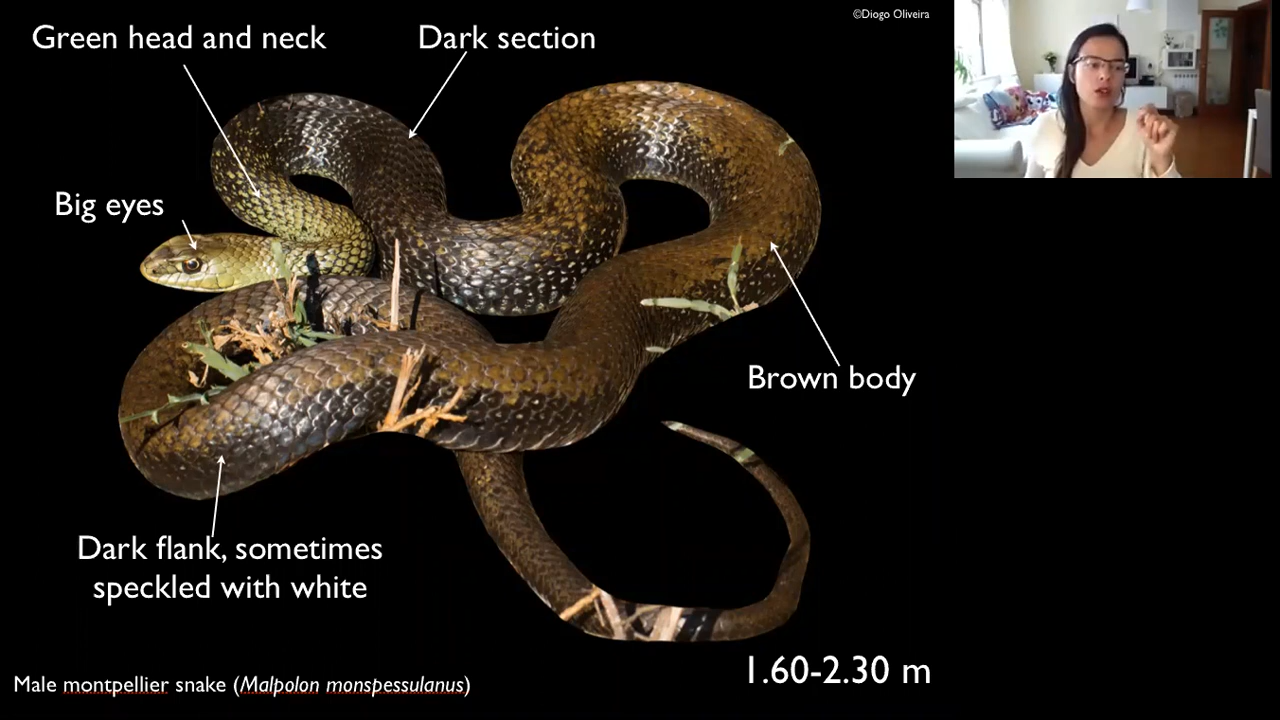 ©Diogo Oliveira
Green head and neck
Dark section
Big eyes
Brown body
Dark flank, sometimes
speckled with white
1.60-2.30 m
Male montpellier snake (Malpolon monspessulanus)